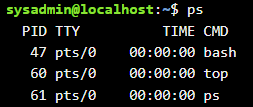 sysadmin@localhost:~$ ps
  PID TTY          TIME CMD
   47 pts/0    00:00:00 bash
   60 pts/0    00:00:00 top
   61 pts/0    00:00:00 ps